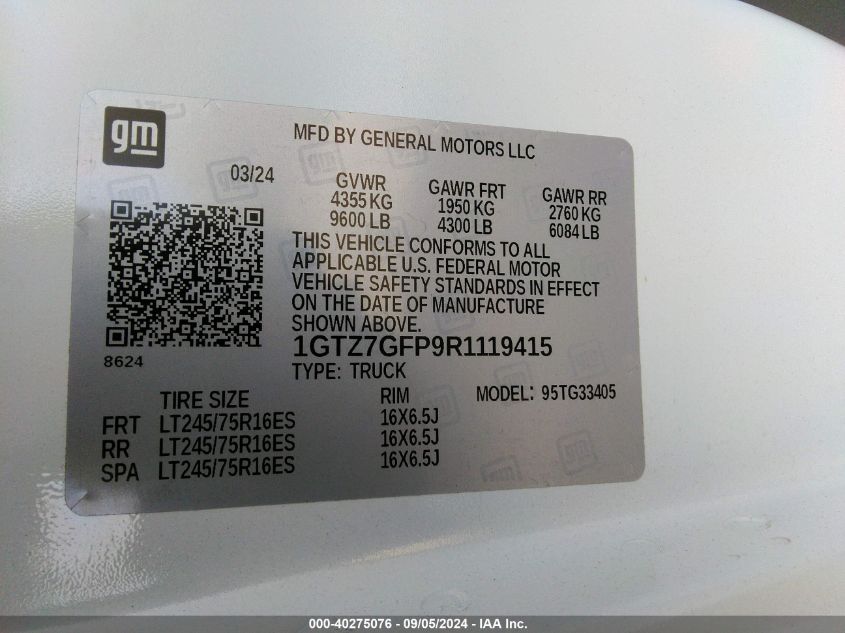 gm
MFD BY GENERAL MOTORS LLC
03/24
GVWR GAWR FRT GAWR RR
4355 KG 1950 KG 2760 KG
9600 LB 4300 LB 6084 LB
THIS VEHICLE CONFORMS TO ALL
APPLICABLE U.S. FEDERAL MOTOR
VEHICLE SAFETY STANDARDS IN EFFECT
ON THE DATE OF MANUFACTURE
SHOWN ABOVE.
8624
1GTZ7GFP9R1119415
TYPE: TRUCK
TIRE SIZE RIM MODEL: 95TG33405
FRT LT245/75R16ES 16X6.5J
RR LT245/75R16ES 16X6.5J
SPA LT245/75R16ES 16X6.5J
000-40275076 - 09/05/2024 - IAA Inc.